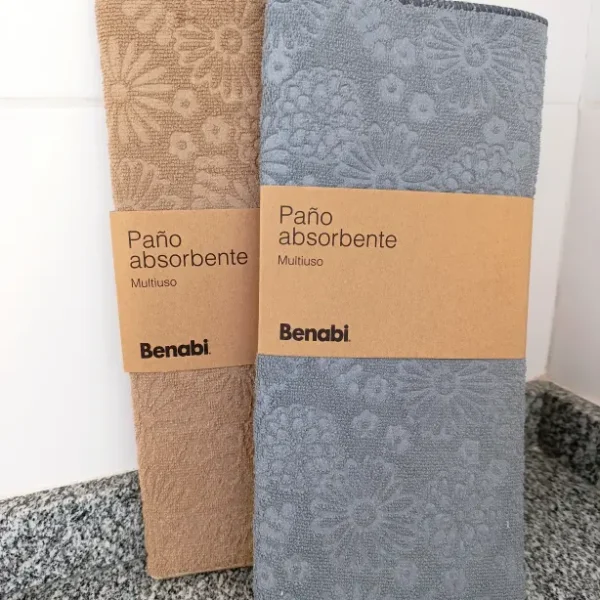 Paño
absorbente
Multiuso
Benabi.
Paño
absorbente
Multiuso
Benabi.